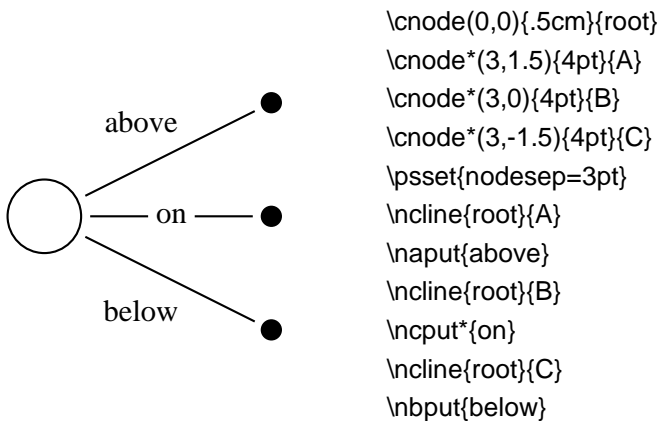 above
on
below
\cnode(0,0){.5cm}{root}
\cnode*(3,1.5){4pt}{A}
\cnode*(3,0){4pt}{B}
\cnode*(3,-1.5){4pt}{C}
\psset{nodesep=3pt}
\ncline{root}{A}
\naput{above}
\ncline{root}{B}
\ncput*{on}
\ncline{root}{C}
\nbput{below}